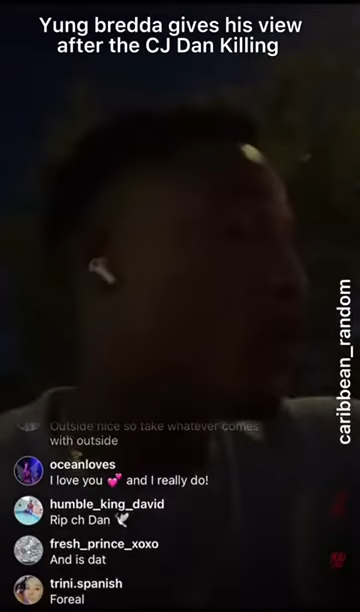 Yung bredda gives his view
after the CJ Dan Killing
caribbean_random
Outside nice so take whatever comes
with outside
oceanloves
I love you 💕 and I really do!
humble_king_david
Rip ch Dan 🕊️
fresh_prince_xoxo
And is dat
trini.spanish
Foreal